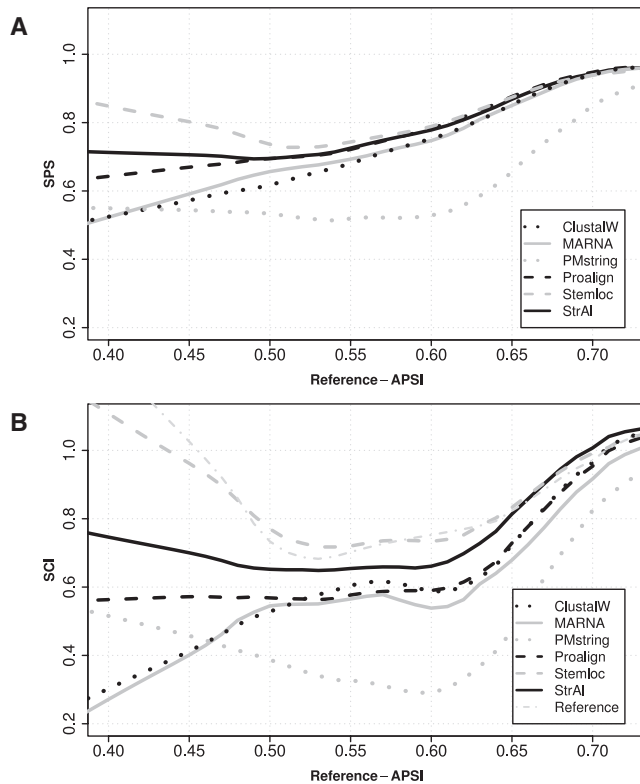 A
SPS
1.0
0.8
0.6
0.4
0.2
ClustalW
MARNA
PMstring
Proalign
Stemloc
StrAl
0.40 0.45 0.50 0.55 0.60 0.65 0.70
Reference−APSI
B
SCI
1.0
0.8
0.6
0.4
0.2
ClustalW
MARNA
PMstring
Proalign
Stemloc
StrAl
Reference
0.40 0.45 0.50 0.55 0.60 0.65 0.70
Reference−APSI